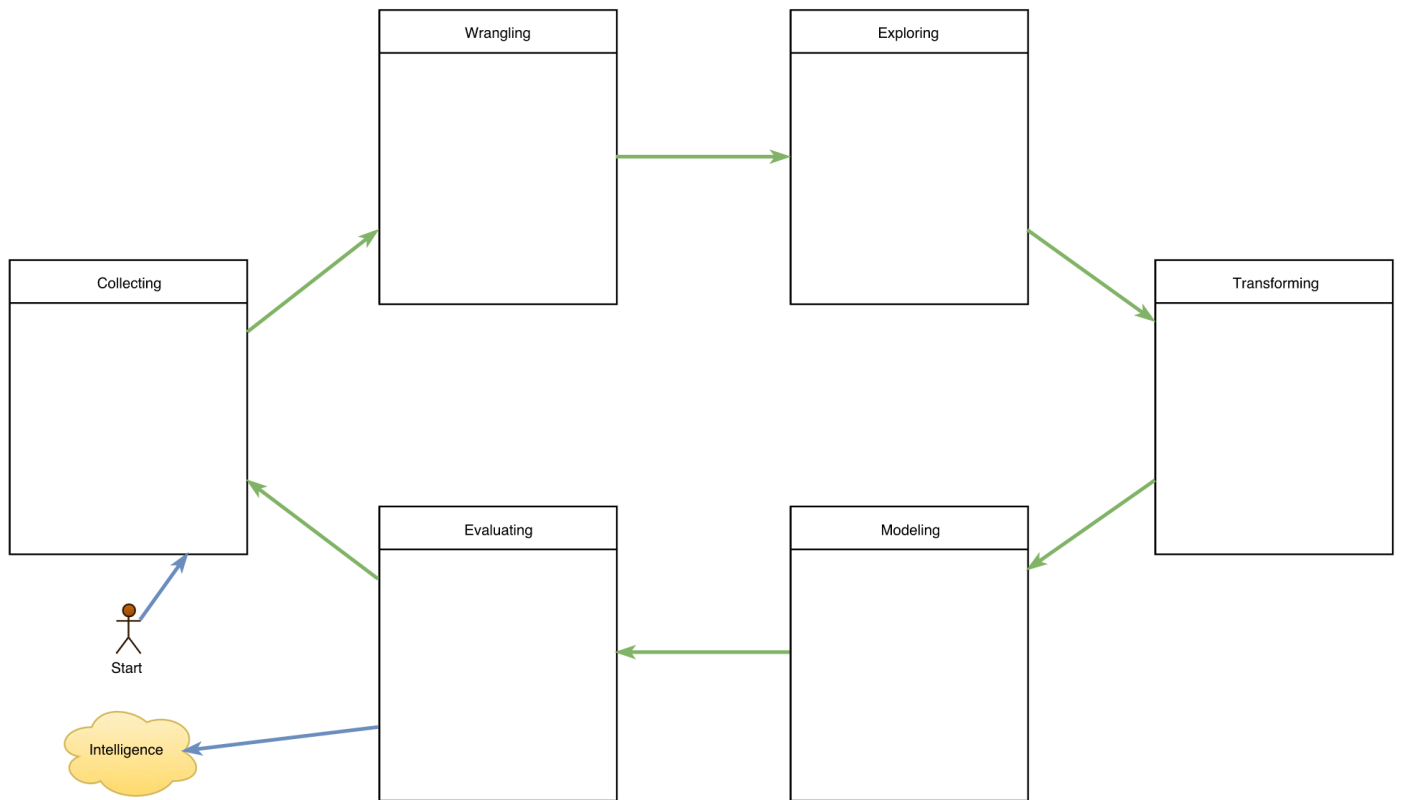 Wrangling
Exploring
Collecting
Transforming
Evaluating
Modeling
Start
Intelligence